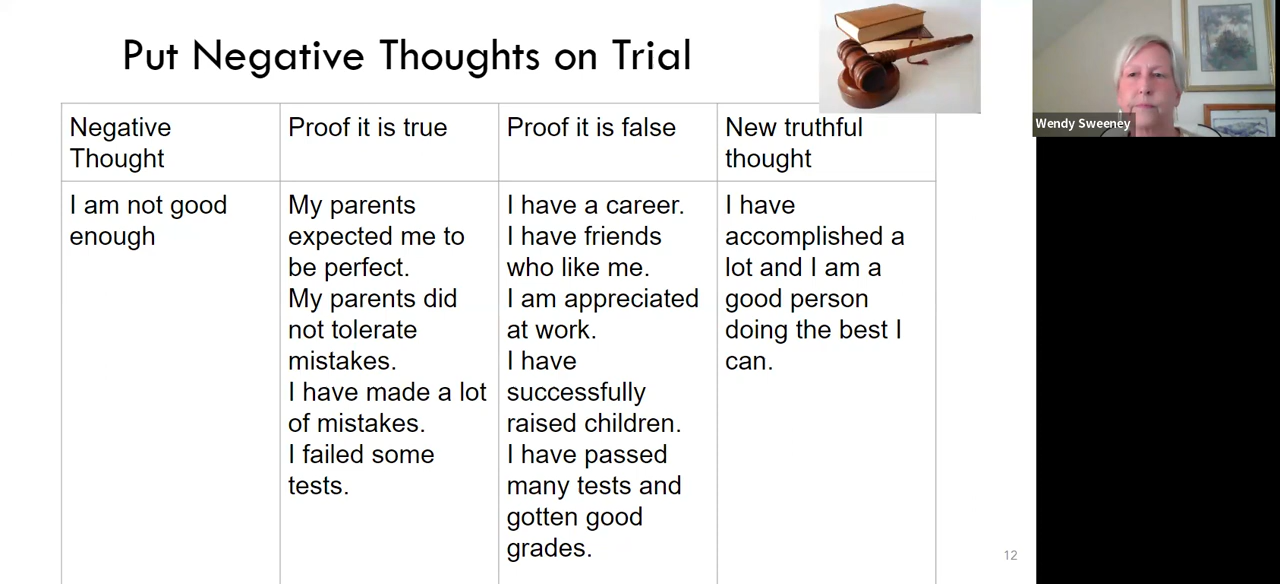 Put Negative Thoughts on Trial
Wendy Sweeney
Negative
Thought
Proof it is true
Proof it is false
New truthful
thought
I am not good
enough
My parents
expected me to
be perfect.
My parents did
not tolerate
mistakes.
I have made a lot
of mistakes.
I failed some
tests.
I have a career.
I have friends
who like me.
I am appreciated
at work.
I have
successfully
raised children.
I have passed
many tests and
gotten good
grades.
I have
accomplished a
lot and I am a
good person
doing the best I
can.
12